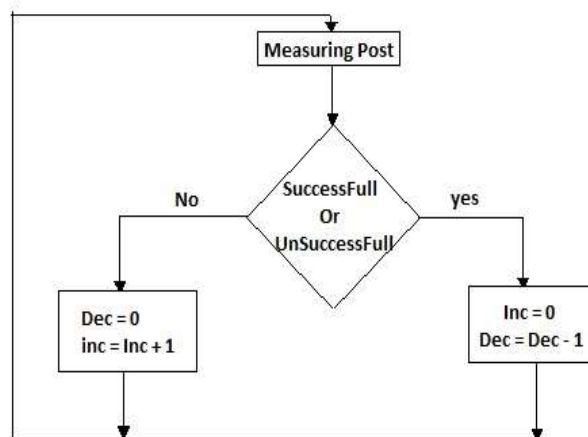 Measuring Post
SuccessFull
Or
UnSuccessFull
No
yes
Dec = 0
inc = Inc + 1
Inc = 0
Dec = Dec - 1